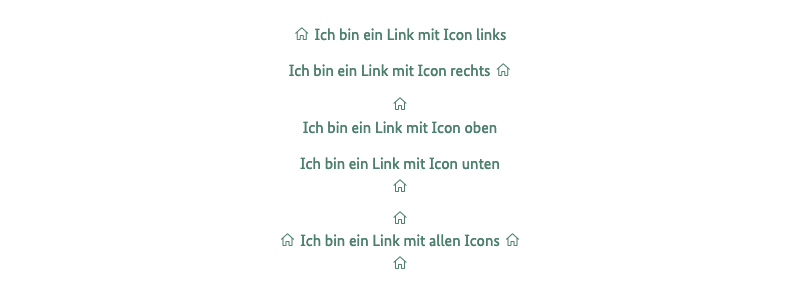 Ich bin ein Link mit Icon links
Ich bin ein Link mit Icon rechts
Ich bin ein Link mit Icon oben
Ich bin ein Link mit Icon unten
Ich bin ein Link mit allen Icons